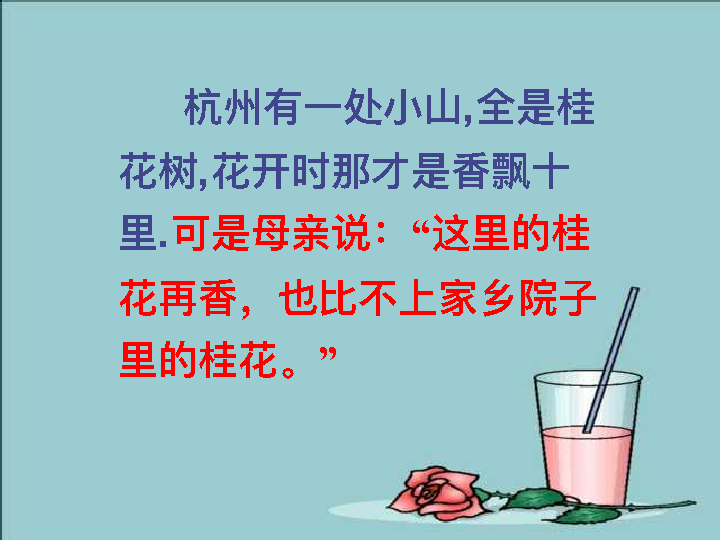 杭州有一处小山,全是桂
花树,花开时那才是香飘十
里.可是母亲说：“这里的桂
花再香，也比不上家乡院子
里的桂花。”